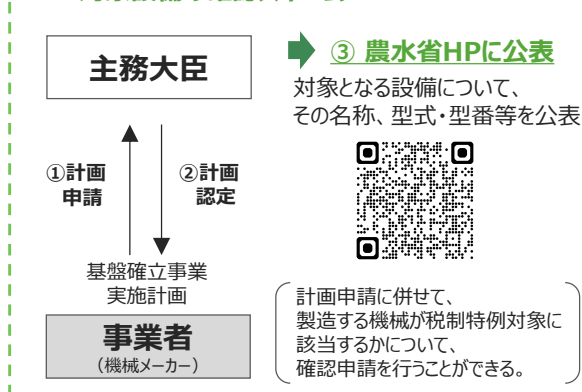 主務大臣
①計画
申請
②計画
認定
基盤確立事業
実施計画
事業者
（機械メーカー）
③ 農水省HPに公表
対象となる設備について、
その名称、型式・型番等を公表
計画申請に併せて、
製造する機械が税制特例対象に
該当するかについて、
確認申請を行うことができる。